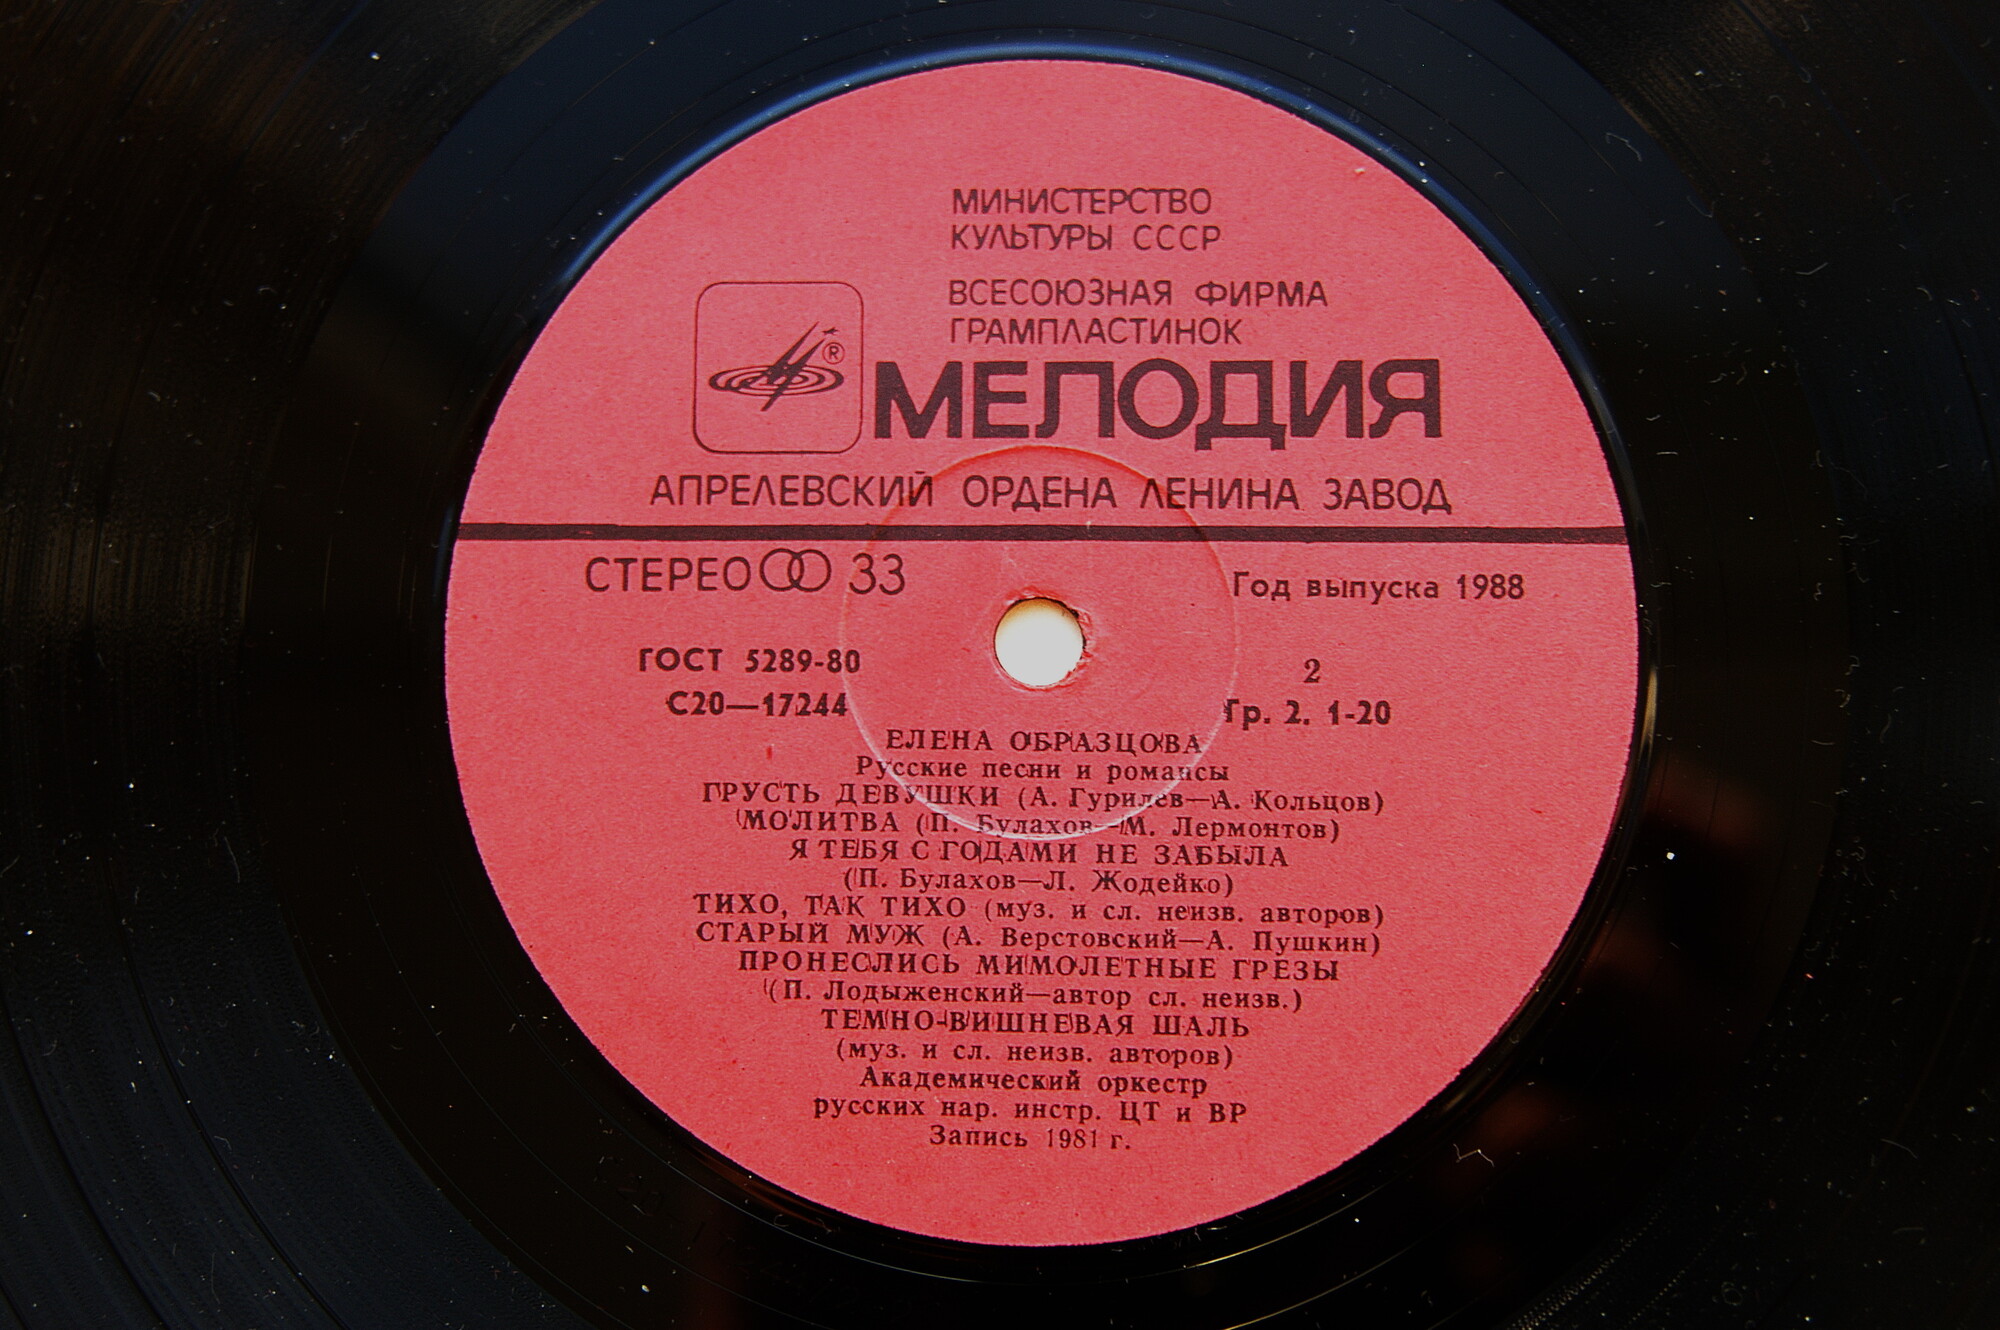 МИНИСТЕРСТВО
КУЛЬТУРЫ СССР
ВСЕСОЮЗНАЯ ФИРМА
ГРАМПЛАСТИНОК
®
МЕЛОДИЯ
АПРЕЛЕВСКИЙ ОРДЕНА ЛЕНИНА ЗАВОД
СТЕРЕО 33
Год выпуска 1988
ГОСТ 5289-80
2
С20—17244
Гр. 2. 1-20
ЕЛЕНА ОБРАЗЦОВА
Русские песни и романсы
ГРУСТЬ ДЕВУШКИ (А. Гурилев—А. Кольцов)
МОЛИТВА (П. Булахов—М. Лермонтов)
Я ТЕБЯ С ГОДАМИ НЕ ЗАБЫЛА
(П. Булахов—Л. Жодейко)
ТИХО, ТАК ТИХО (муз. и сл. неизв. авторов)
СТАРЫЙ МУЖ (А. Верстовский—А. Пушкин)
ПРОНЕСЛИСЬ МИМОЛЕТНЫЕ ГРЕЗЫ
(П. Лодыженский—автор сл. неизв.)
ТЕМНО-ВИШНЕВАЯ ШАЛЬ
(муз. и сл. неизв. авторов)
Академический оркестр
русских нар. инстр. ЦТ и ВР
Запись 1981 г.